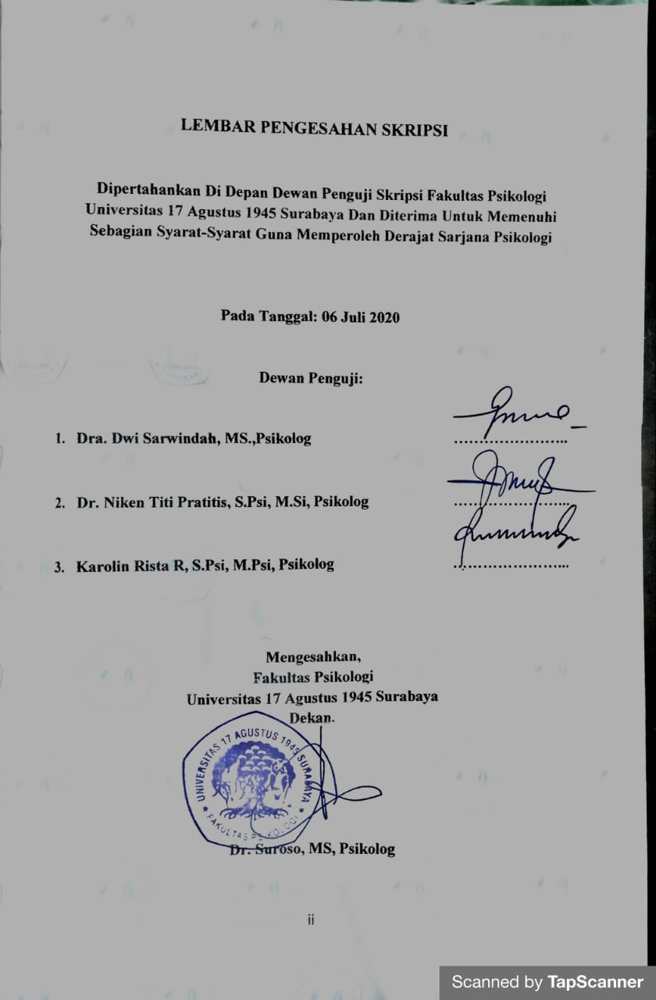 LEMBAR PENGESAHAN SKRIPSI
Dipertahankan Di Depan Dewan Penguji Skripsi Fakultas Psikologi
Universitas 17 Agustus 1945 Surabaya Dan Diterima Untuk Memenuhi
Sebagian Syarat-Syarat Guna Memperoleh Derajat Sarjana Psikologi
Pada Tanggal: 06 Juli 2020
Dewan Penguji:
1. Dra. Dwi Sarwindah, MS.,Psikolog
2. Dr. Niken Titi Pratitis, S.Psi, M.Si, Psikolog
3. Karolin Rista R, S.Psi, M.Psi, Psikolog
Mengesahkan,
Fakultas Psikologi
Universitas 17 Agustus 1945 Surabaya
Dekan.
UNIVERSITAS 17 AGUSTUS 1945 SURABAYA
FAKULTAS PSIKOLOGI
Dr. Suroso, MS, Psikolog
ii
Scanned by TapScanner